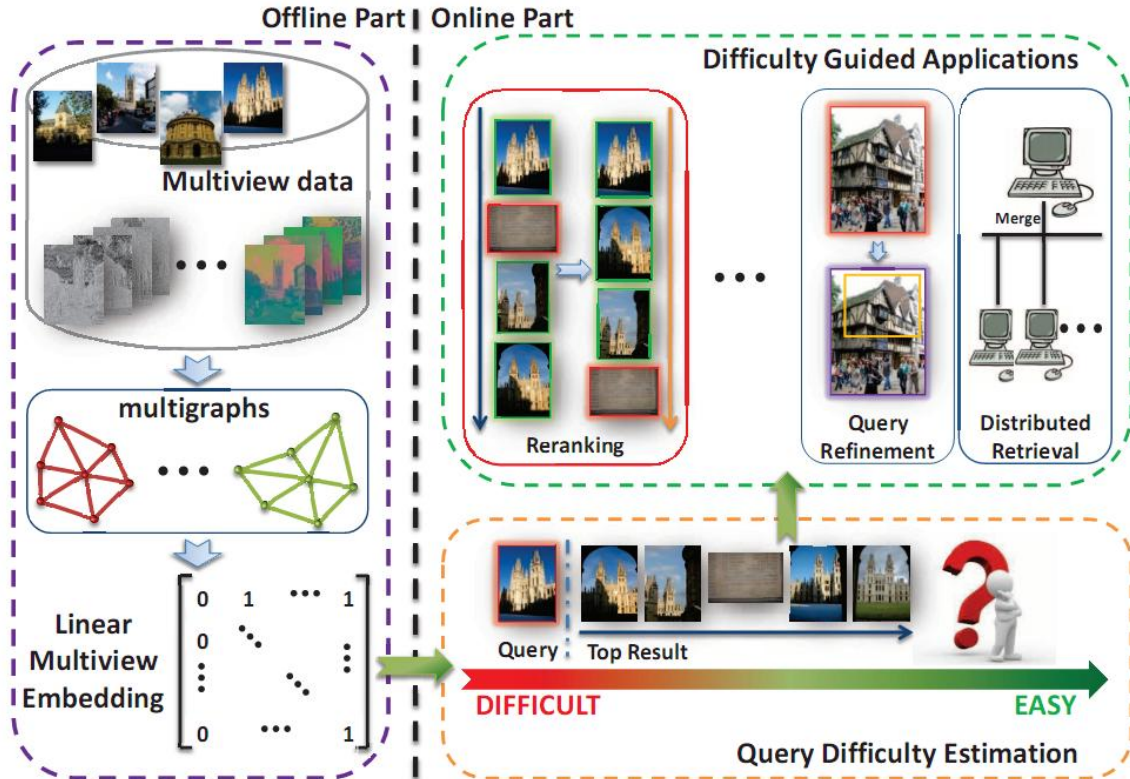 Offline Part
Online Part
Multiview data
multigraphs
Linear
Multiview
Embedding
0 1 1
0
0 1
Difficulty Guided Applications
Reranking
Query
Refinement
Merge
Distributed
Retrieval
Query
Top Result
DIFFICULT
EASY
Query Difficulty Estimation